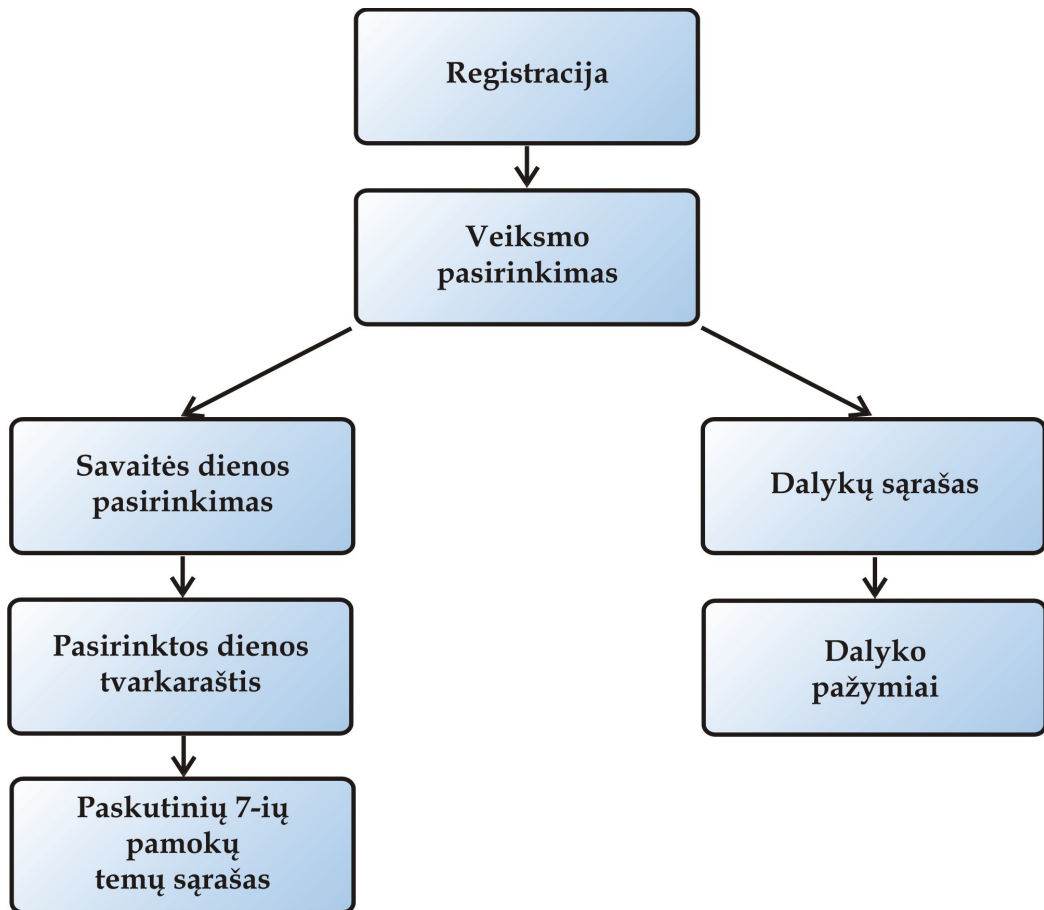 Registracija
Veiksmo
pasirinkimas
Savaitės dienos
pasirinkimas
Dalykų sąrašas
Pasirinktos dienos
tvarkaraštis
Dalyko
pažymiai
Paskutinių 7-ių
pamokų
temų sąrašas